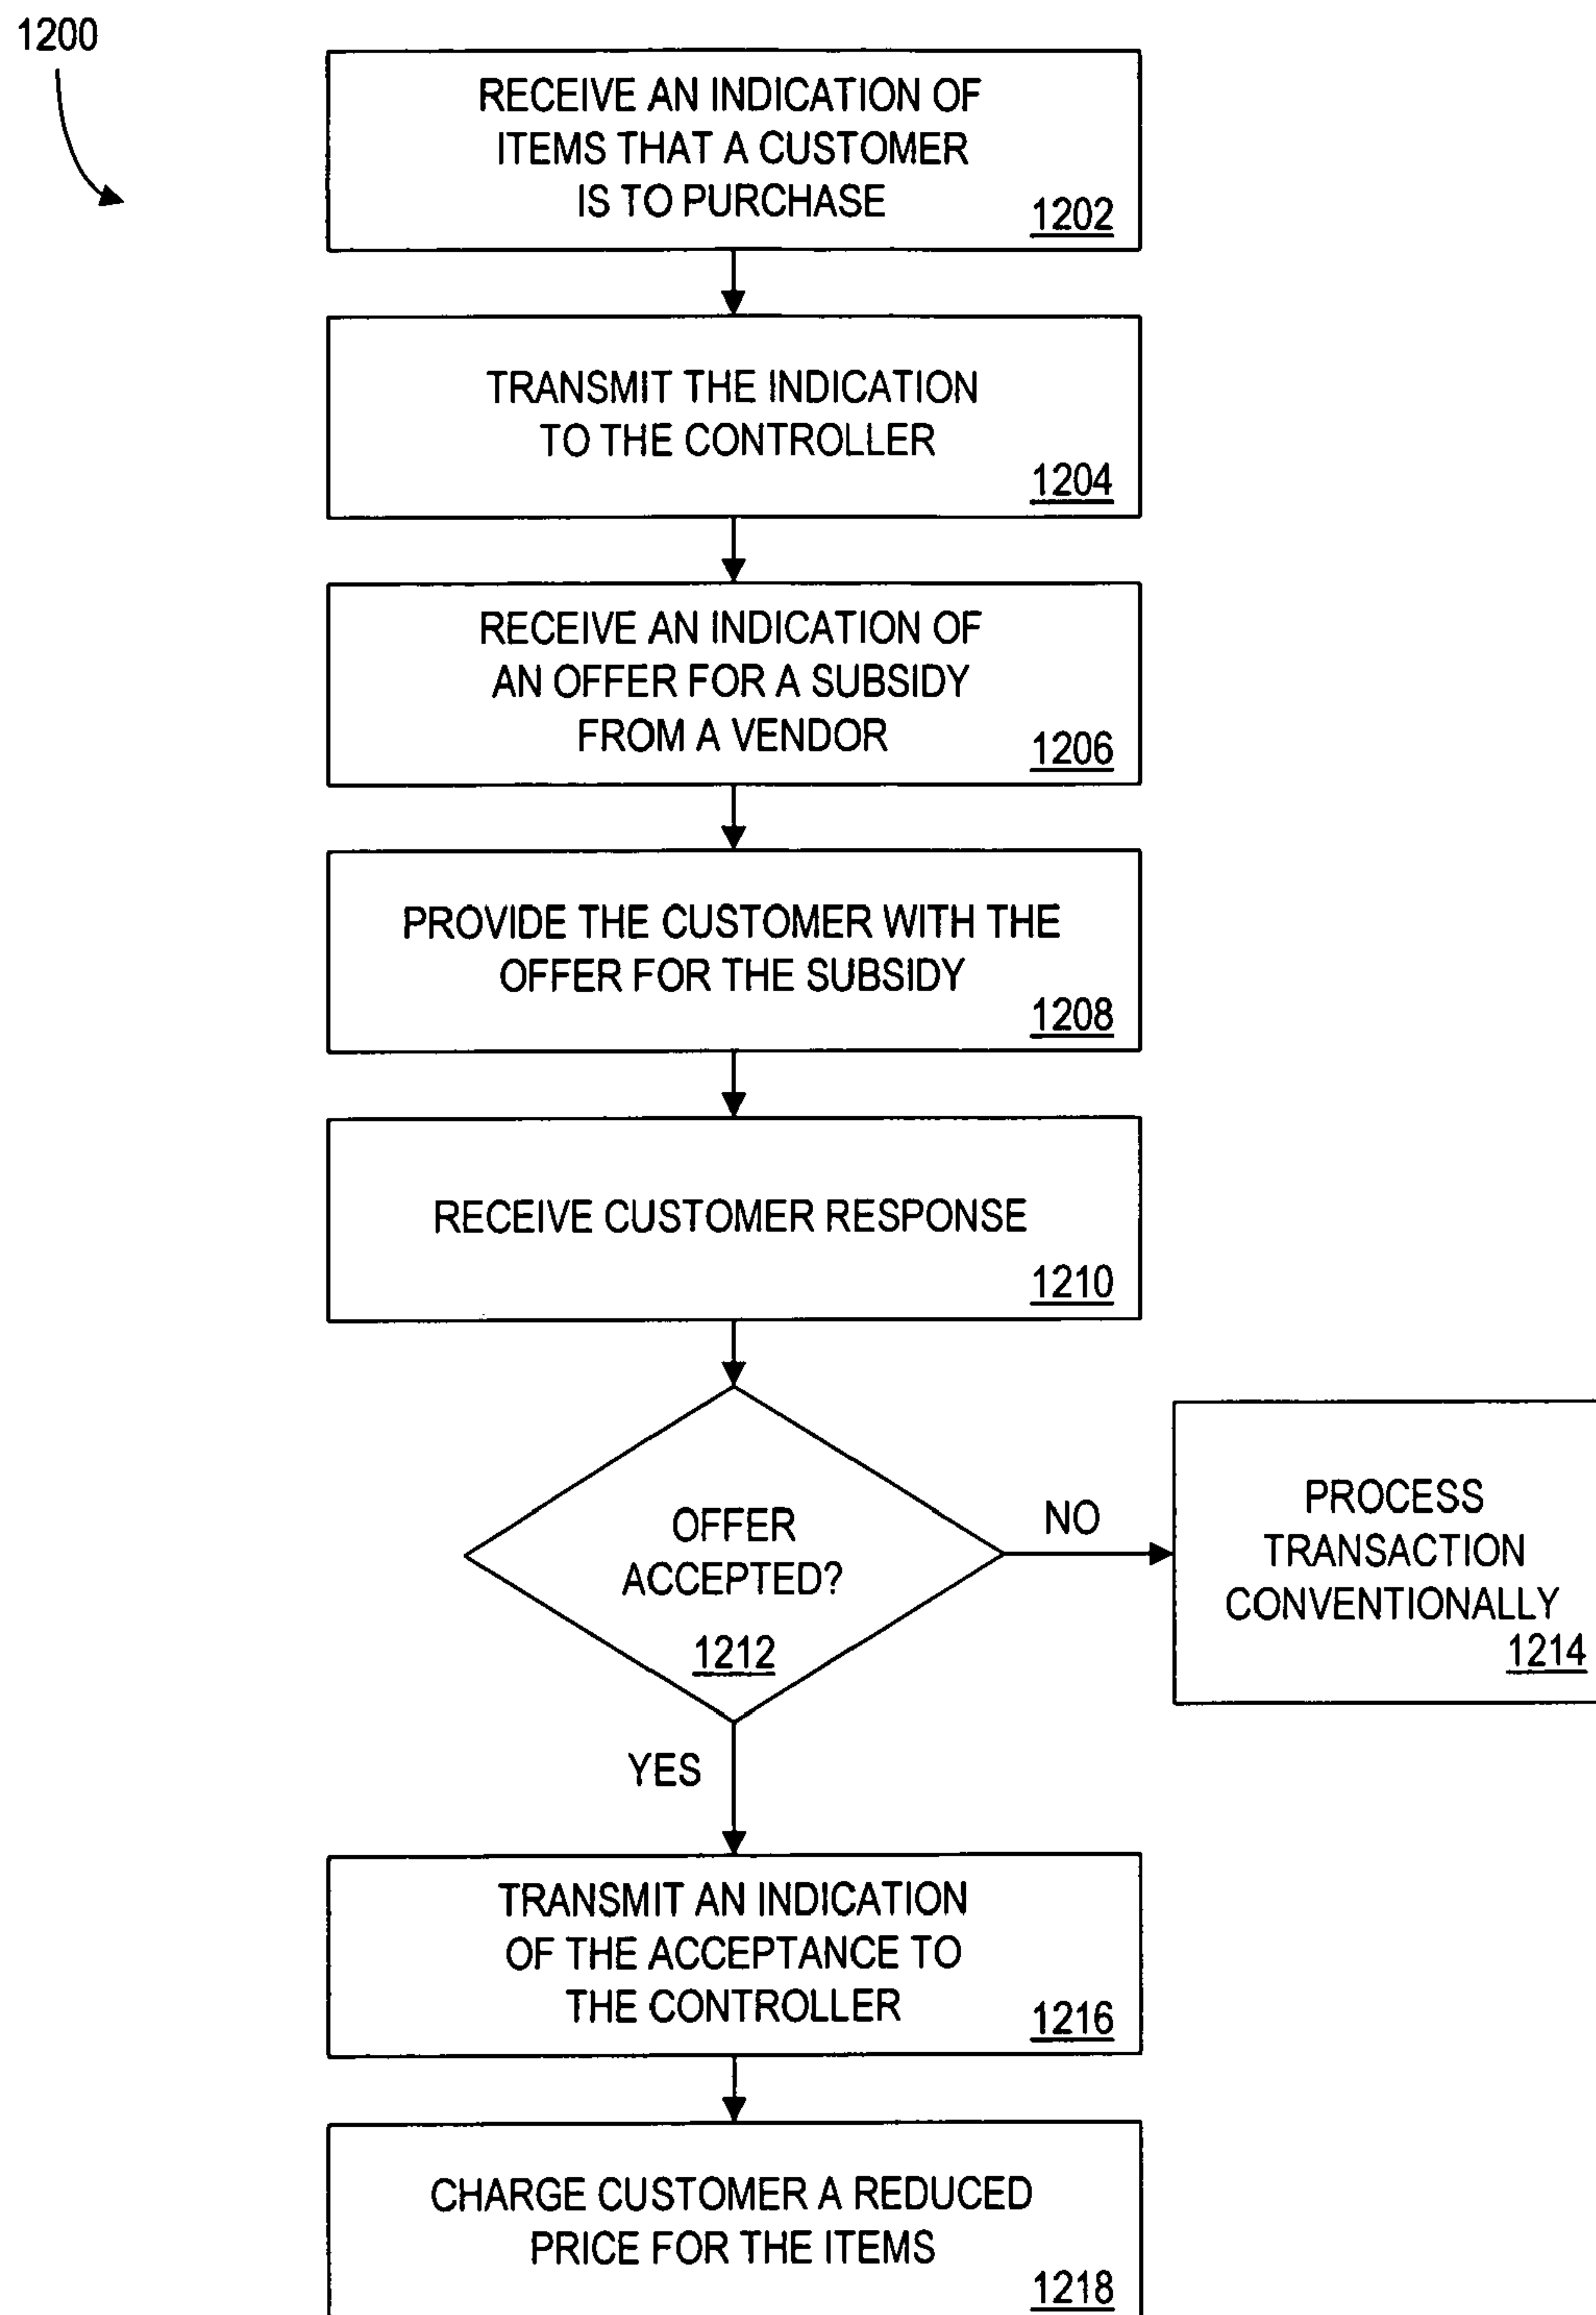 1200
RECEIVE AN INDICATION OF
ITEMS THAT A CUSTOMER
IS TO PURCHASE
1202
TRANSMIT THE INDICATION
TO THE CONTROLLER
1204
RECEIVE AN INDICATION OF
AN OFFER FOR A SUBSIDY
FROM A VENDOR
1206
PROVIDE THE CUSTOMER WITH THE
OFFER FOR THE SUBSIDY
1208
RECEIVE CUSTOMER RESPONSE
1210
OFFER
ACCEPTED?
1212
NO
PROCESS
TRANSACTION
CONVENTIONALLY
1214
YES
TRANSMIT AN INDICATION
OF THE ACCEPTANCE TO
THE CONTROLLER
1216
CHARGE CUSTOMER A REDUCED
PRICE FOR THE ITEMS
1218